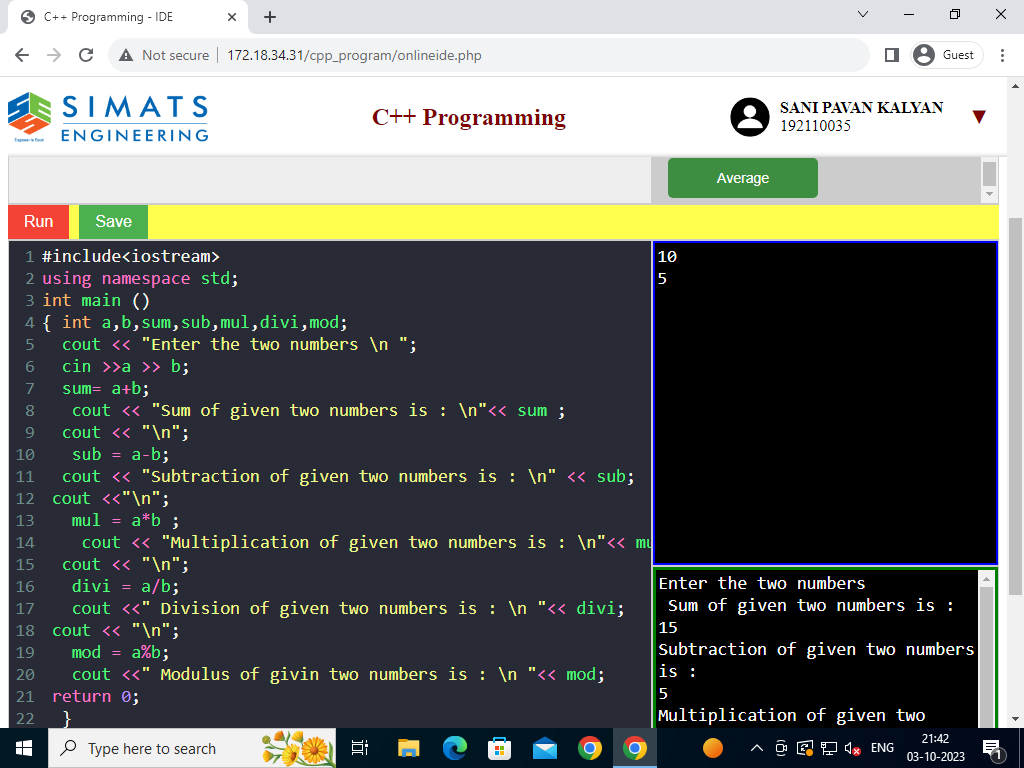 C++ Programming - IDE
Not secure
172.18.34.31/cpp_program/onlineide.php
Guest
SIMATS
ENGINEERING
Engineer to Excel
C++ Programming
SANI PAVAN KALYAN
192110035
Average
Run
Save
1 #include<iostream>
2 using namespace std;
3 int main ()
4 { int a,b,sum,sub,mul,divi,mod;
5 cout << "Enter the two numbers \n ";
6 cin >>a >> b;
7 sum= a+b;
8 cout << "Sum of given two numbers is : \n"<< sum ;
9 cout << "\n";
10 sub = a-b;
11 cout << "Subtraction of given two numbers is : \n" << sub;
12 cout <<"\n";
13 mul = a*b ;
14 cout << "Multiplication of given two numbers is : \n"<< mu
15 cout << "\n";
16 divi = a/b;
17 cout <<" Division of given two numbers is : \n "<< divi;
18 cout << "\n";
19 mod = a%b;
20 cout <<" Modulus of givin two numbers is : \n "<< mod;
21 return 0;
22 }
10
5
Enter the two numbers
Sum of given two numbers is :
15
Subtraction of given two numbers
is :
5
Multiplication of given two
Type here to search
ENG
21:42
03-10-2023
1